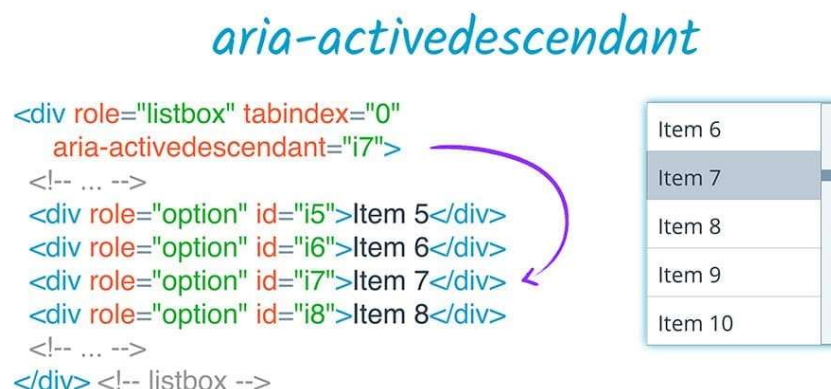 aria-activedescendant
<div role="listbox" tabindex="0"
aria-activedescendant="i7">
<!-- ... -->
<div role="option" id="i5">Item 5</div>
<div role="option" id="i6">Item 6</div>
<div role="option" id="i7">Item 7</div>
<div role="option" id="i8">Item 8</div>
<!-- ... -->
</div> <!-- listbox -->
Item 6
Item 7
Item 8
Item 9
Item 10